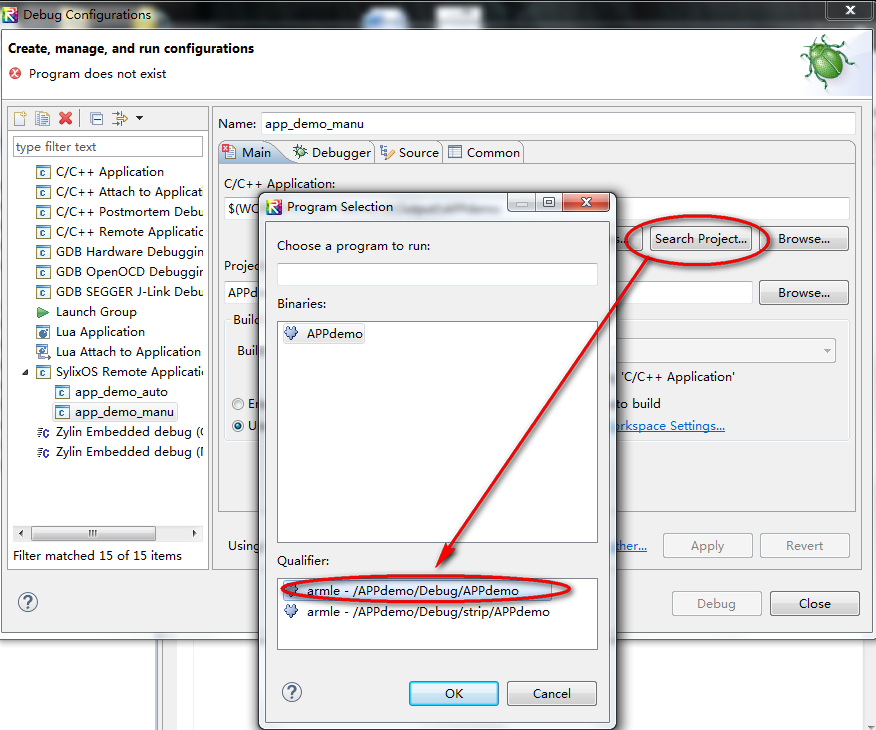 Debug Configurations
Create, manage, and run configurations
Program does not exist
type filter text
C/C++ Application
C/C++ Attach to Applicat
C/C++ Postmortem Debu
C/C++ Remote Applicatic
GDB Hardware Debuggin
GDB OpenOCD Debuggin
GDB SEGGER J-Link Debu
Launch Group
Lua Application
Lua Attach to Application
SylixOS Remote Applicatic
app_demo_auto
app_demo_manu
Zylin Embedded debug (C
Zylin Embedded debug (N
Filter matched 15 of 15 items
Name: app_demo_manu
Main Debugger Source Common
C/C++ Application:
$(WC
s... Search Project... Browse...
Projec
APPd Browse...
Build
Buil
'C/C++ Application'
En to build
U orkspace Settings...
Using ther... Apply Revert
Debug Close
Program Selection
Choose a program to run:
Binaries:
APPdemo
Qualifier:
armle - /APPdemo/Debug/APPdemo
armle - /APPdemo/Debug/strip/APPdemo
OK Cancel